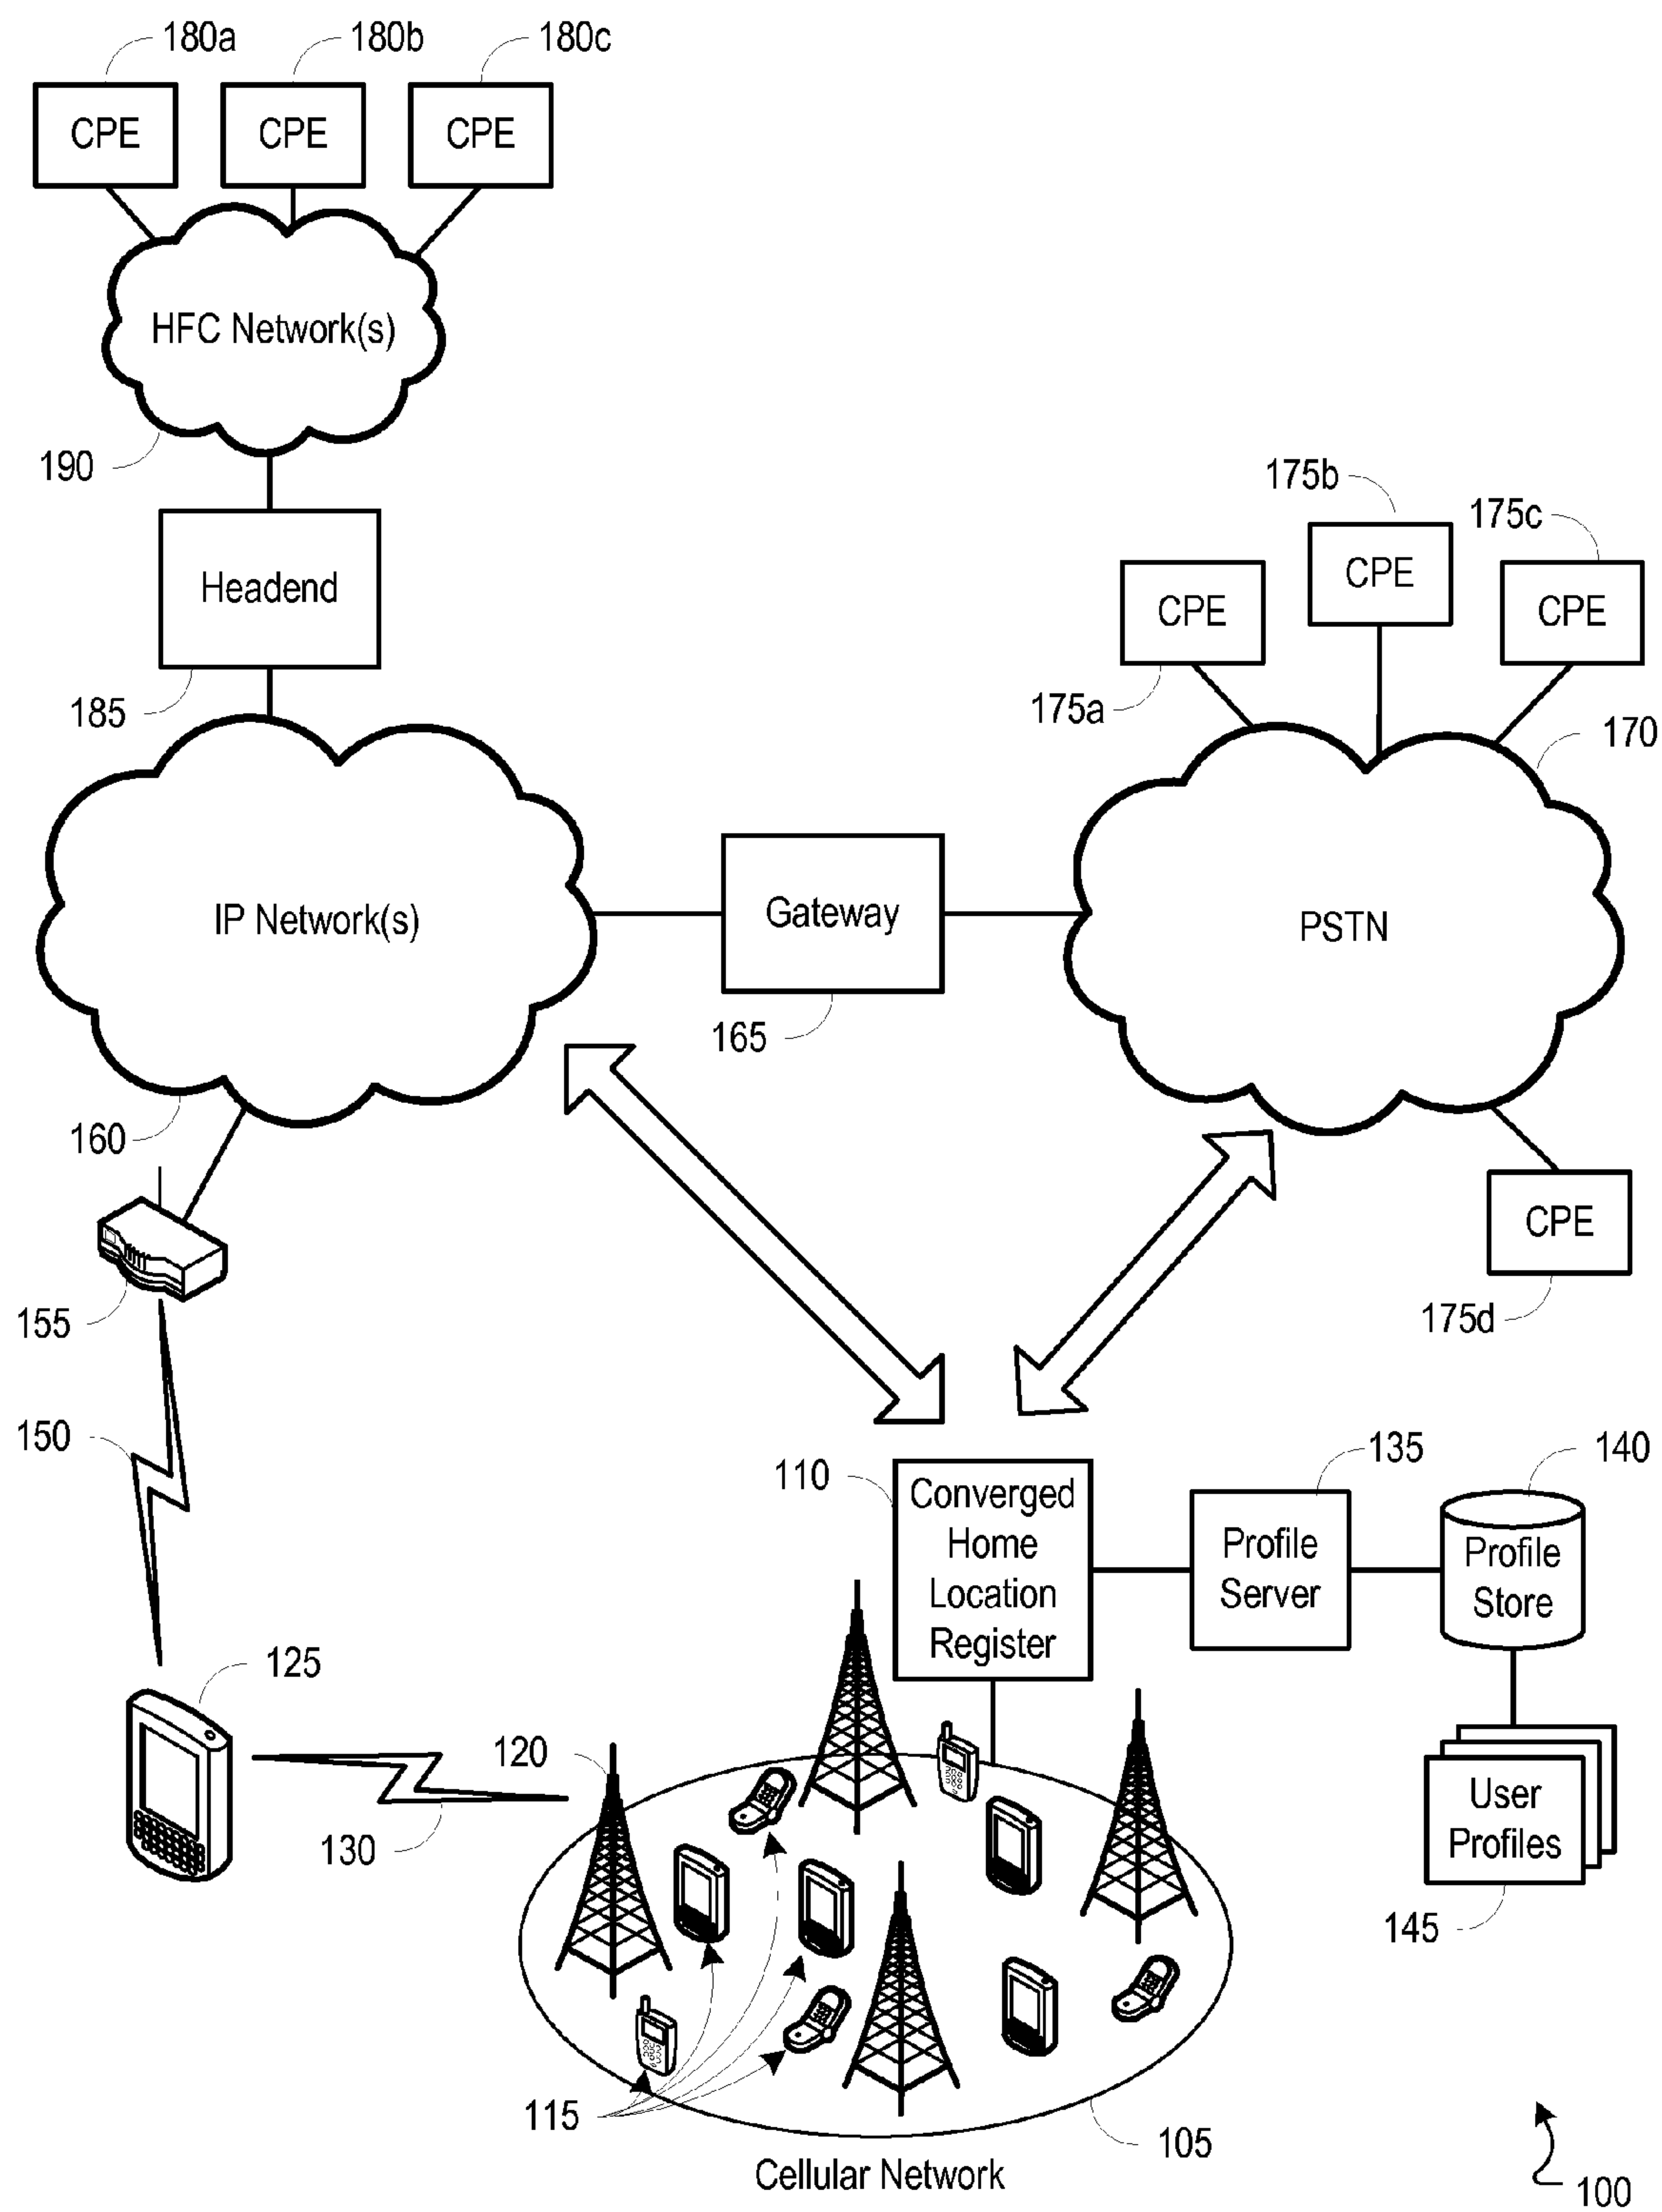 180a
180b
180c
CPE
CPE
CPE
HFC Network(s)
190
175b
175c
Headend
CPE
CPE
CPE
185
175a
170
Gateway
IP Network(s)
PSTN
165
160
CPE
155
175d
150
110
135
140
Converged
Home
Location
Register
Profile
Server
Profile
Store
125
120
130
User
Profiles
145
115
105
Cellular Network
100